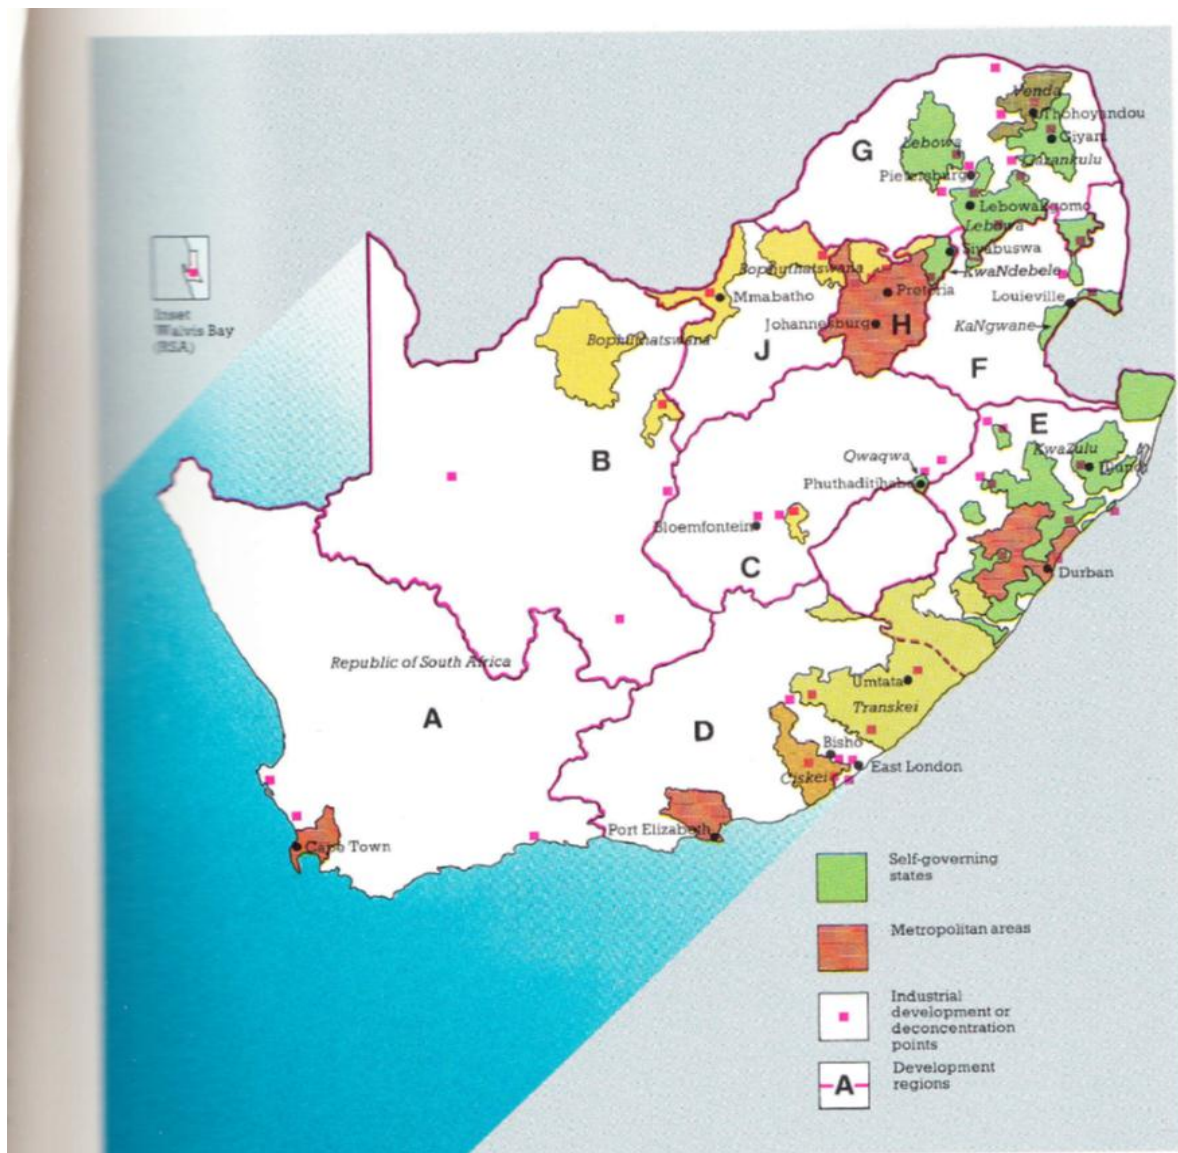 Venda
Thohoyandou
Giyani
G
Lebowa
Gazankulu
Pietersburg
Lebowakgomo
Lebowa
Siyabuswa
Bophuthatswana
KwaNdebele
Inset
Walvis Bay
(RSA)
Mmabatho
Pretoria
Louieville
Johannesburg
H
KaNgwane
Bophuthatswana
J
F
E
Qwaqwa
KwaZulu
B
Phuthaditjhaba
Bloemfontein
C
Durban
Republic of South Africa
Umtata
A
Transkei
D
Bisho
East London
Ciskei
Port Elizabeth
Cape Town
Self-governing
states
Metropolitan areas
Industrial
development or
deconcentration
points
A
Development
regions